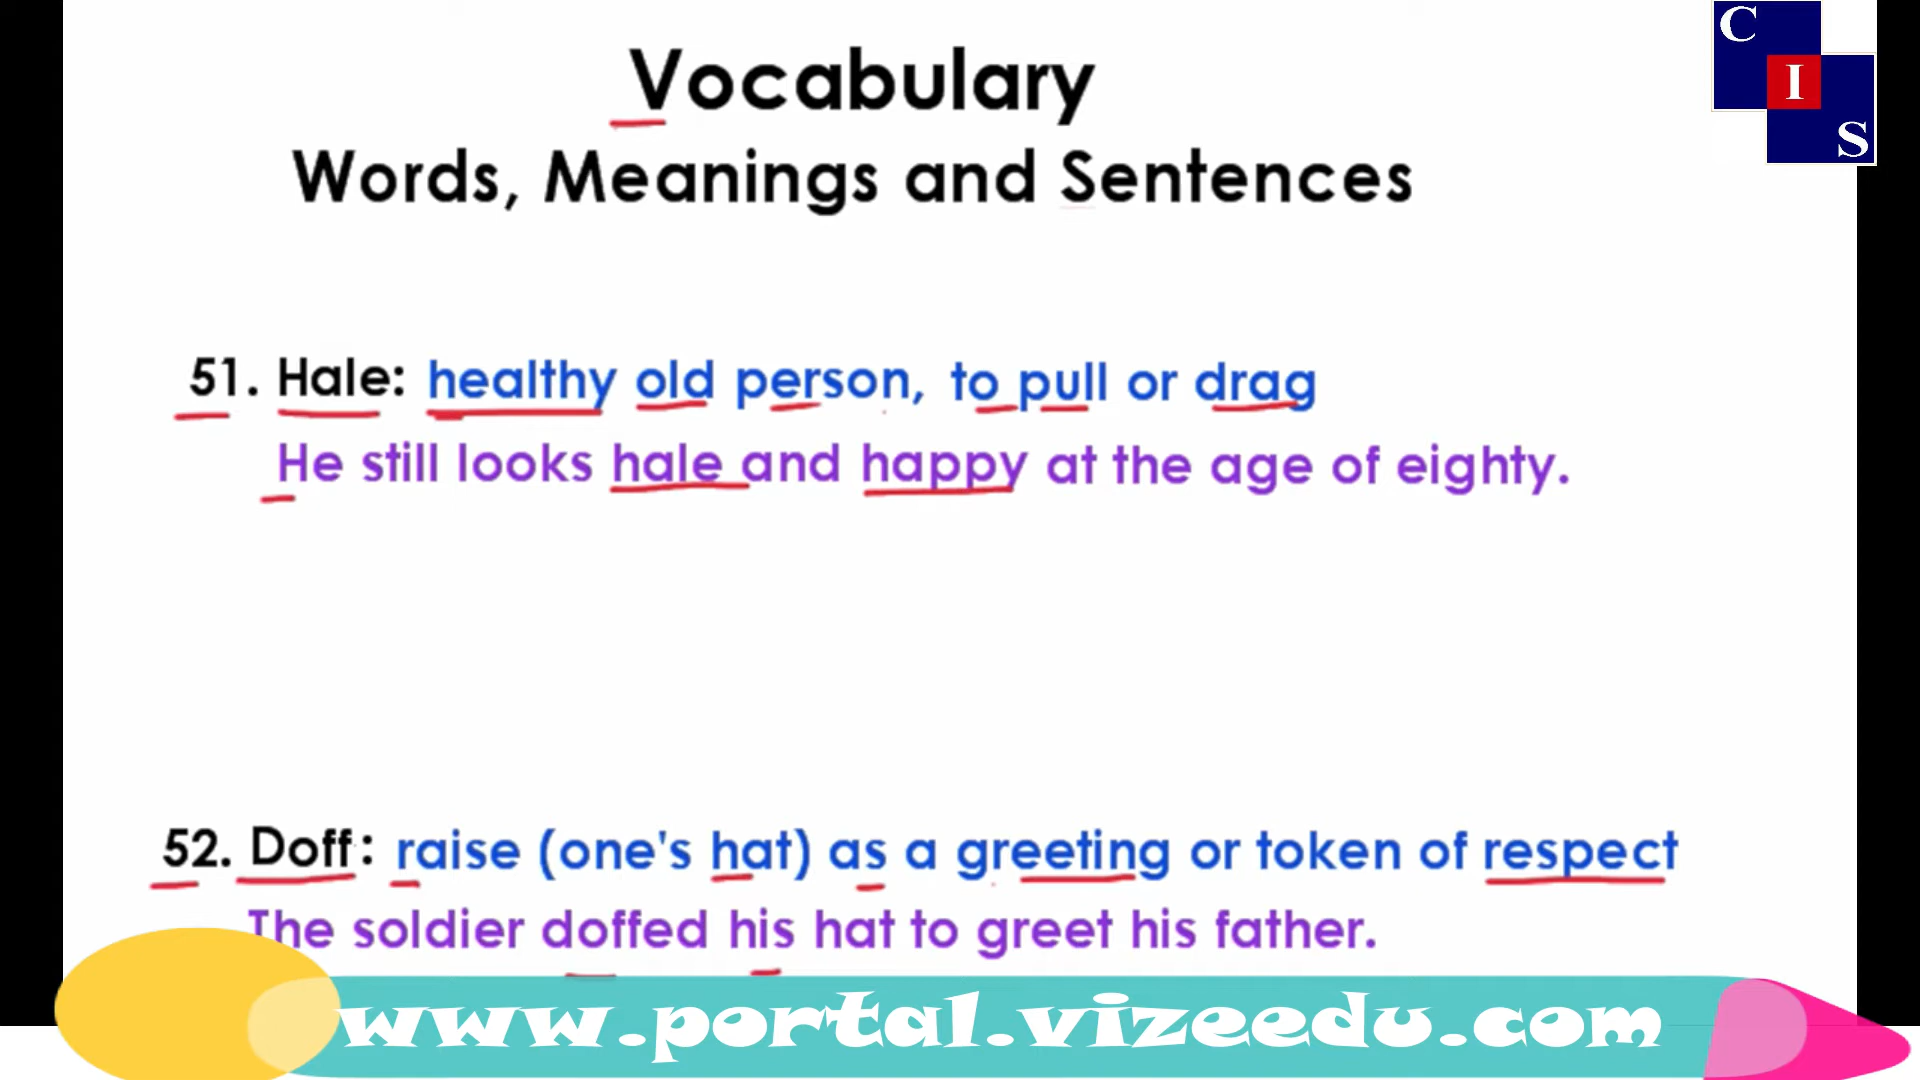 Vocabulary
C
I
S
Words, Meanings and Sentences
51. Hale: healthy old person, to pull or drag
He still looks hale and happy at the age of eighty.
52. Doff: raise (one's hat) as a greeting or token of respect
The soldier doffed his hat to greet his father.
www.portal.vizeedu.com